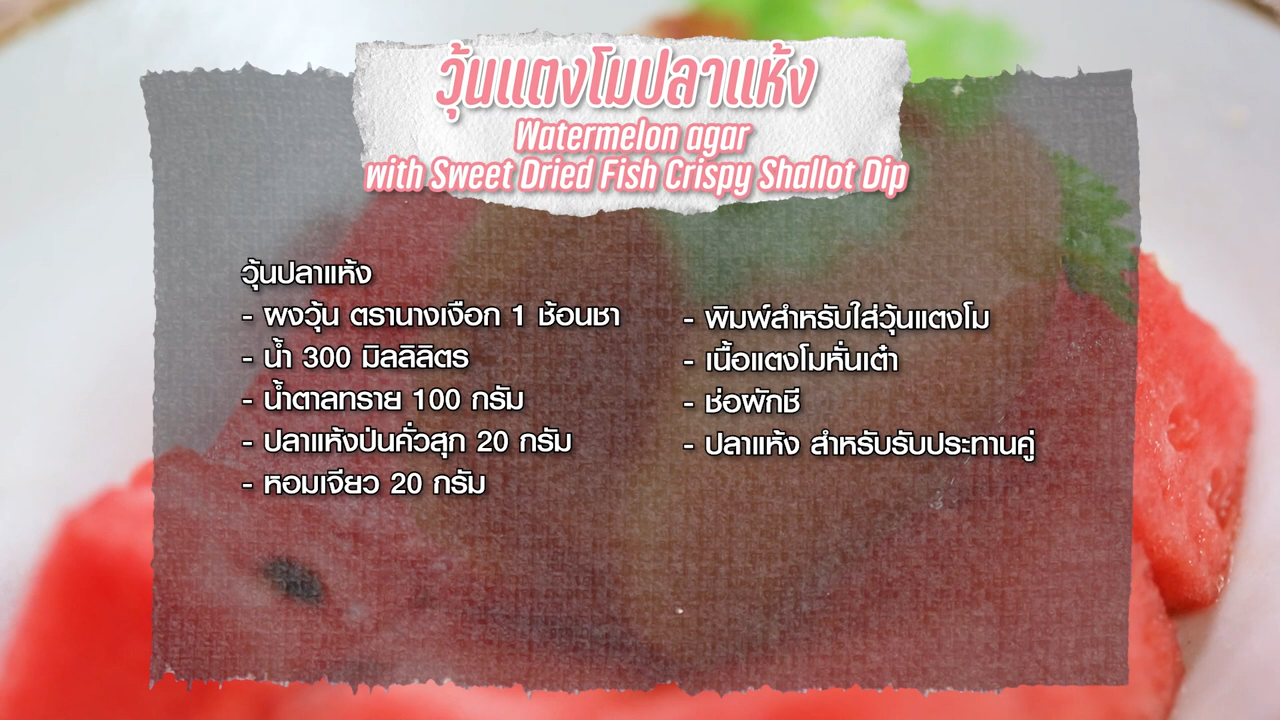 วุ้นแตงโมปลาแห้ง
Watermelon agar
with Sweet Dried Fish Crispy Shallot Dip
วุ้นปลาแห้ง
- ผงวุ้น ตรานางเงือก 1 ช้อนชา
- น้ำ 300 มิลลิลิตร
- น้ำตาลทราย 100 กรัม
- ปลาแห้งป่นคั่วสุก 20 กรัม
- หอมเจียว 20 กรัม
- พิมพ์สำหรับใส่วุ้นแตงโม
- เนื้อแตงโมหั่นเต๋า
- ช่อผักชี
- ปลาแห้ง สำหรับรับประทานคู่